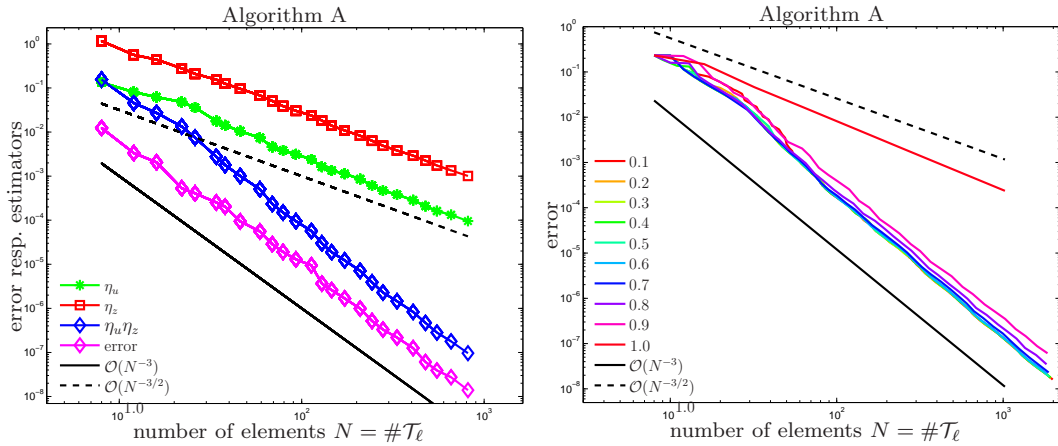 Algorithm A
10^0
10^{-1}
10^{-2}
10^{-3}
10^{-4}
10^{-5}
10^{-6}
10^{-7}
10^{-8}
error resp. estimators
η_u
η_z
η_uη_z
error
O(N^{-3})
O(N^{-3/2})
10^{1.0}
10^2
10^3
number of elements N = #T_ℓ
Algorithm A
10^0
10^{-1}
10^{-2}
10^{-3}
10^{-4}
10^{-5}
10^{-6}
10^{-7}
10^{-8}
error
0.1
0.2
0.3
0.4
0.5
0.6
0.7
0.8
0.9
1.0
O(N^{-3})
O(N^{-3/2})
10^{1.0}
10^2
10^3
number of elements N = #T_ℓ